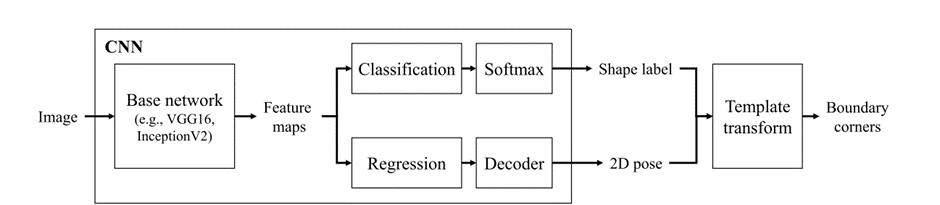 CNN
Image
Base network
(e.g., VGG16,
InceptionV2)
Feature
maps
Classification
Softmax
Shape label
Regression
Decoder
2D pose
Template
transform
Boundary
corners